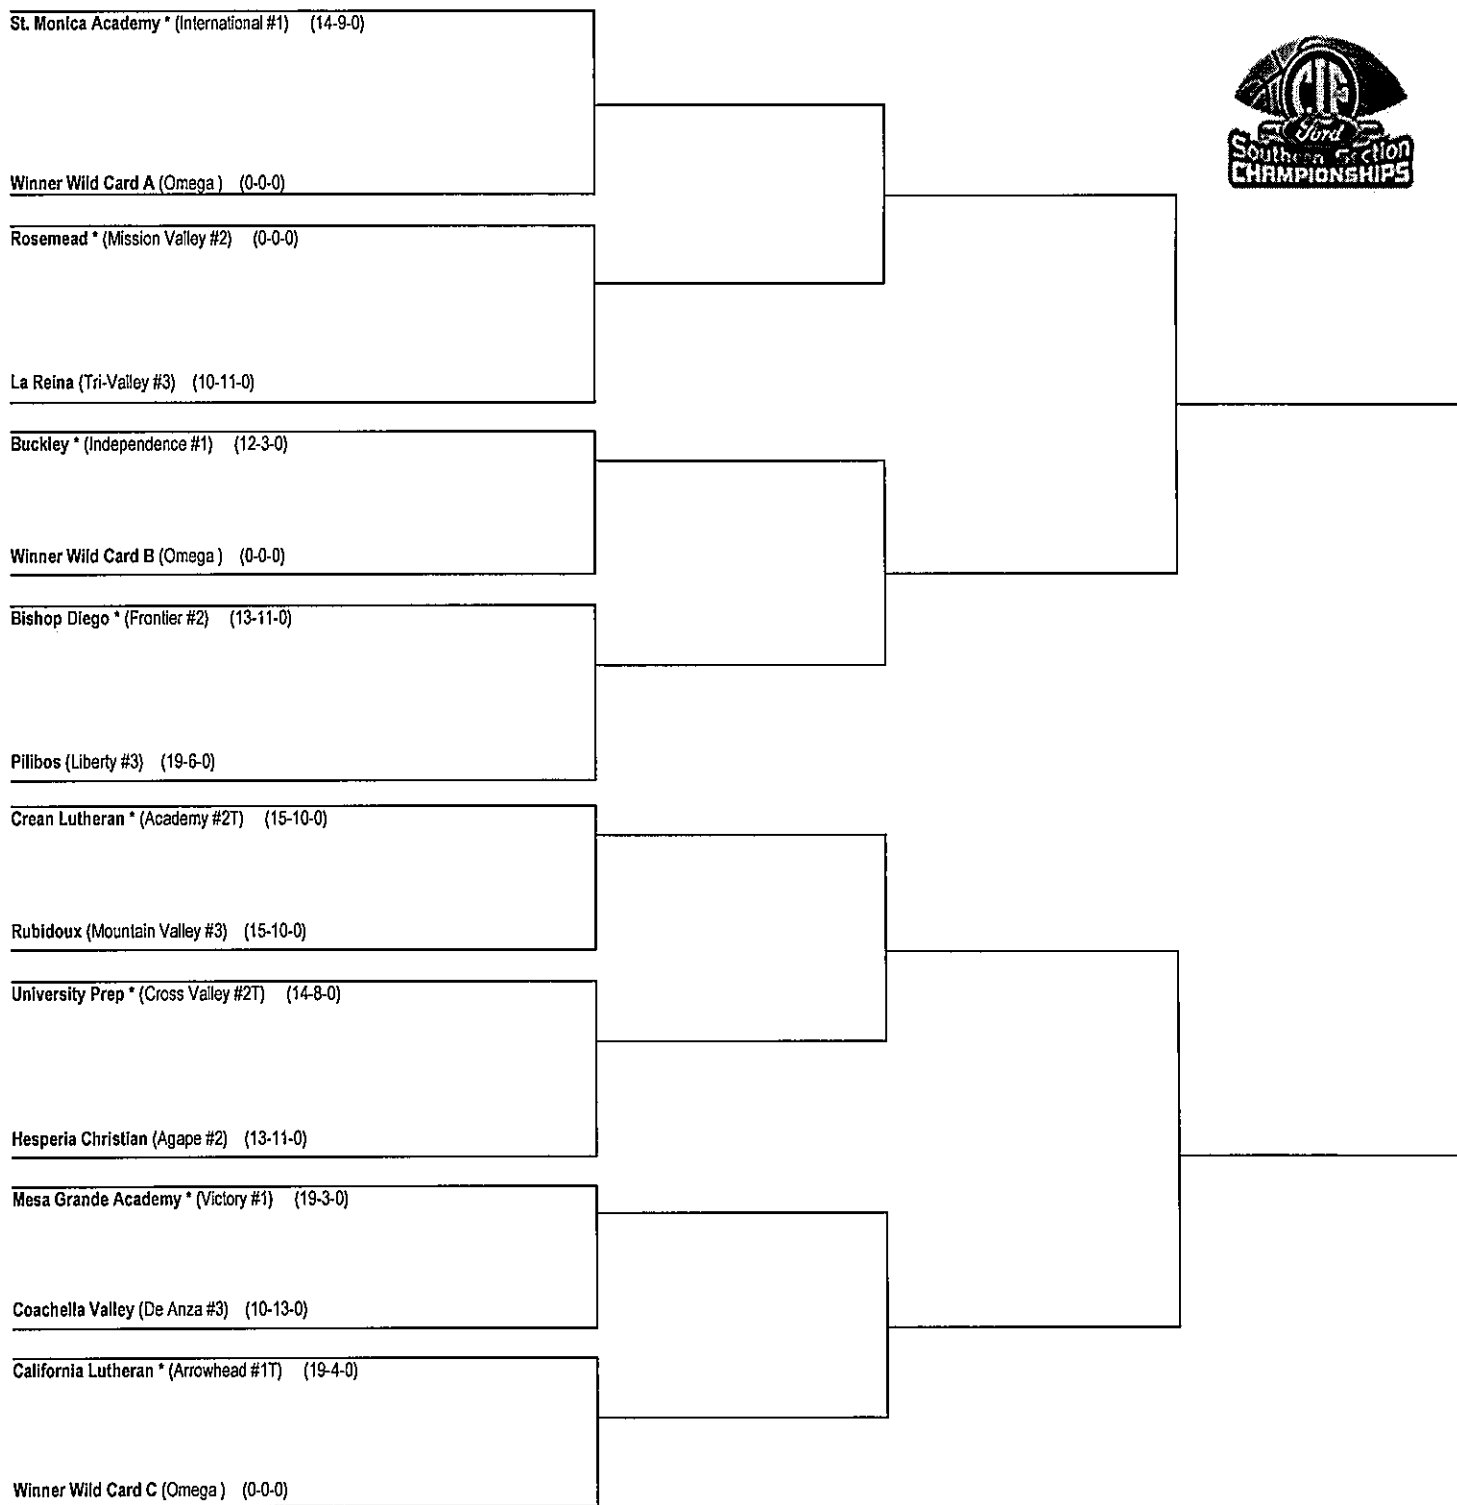 St. Monica Academy * (International #1) (14-9-0)
CIF
Ford
Southern Section
CHAMPIONSHIPS
Winner Wild Card A (Omega ) (0-0-0)
Rosemead * (Mission Valley #2) (0-0-0)
La Reina (Tri-Valley #3) (10-11-0)
Buckley * (Independence #1) (12-3-0)
Winner Wild Card B (Omega ) (0-0-0)
Bishop Diego * (Frontier #2) (13-11-0)
Pilibos (Liberty #3) (19-6-0)
Crean Lutheran * (Academy #2T) (15-10-0)
Rubidoux (Mountain Valley #3) (15-10-0)
University Prep * (Cross Valley #2T) (14-8-0)
Hesperia Christian (Agape #2) (13-11-0)
Mesa Grande Academy * (Victory #1) (19-3-0)
Coachella Valley (De Anza #3) (10-13-0)
California Lutheran * (Arrowhead #1T) (19-4-0)
Winner Wild Card C (Omega ) (0-0-0)